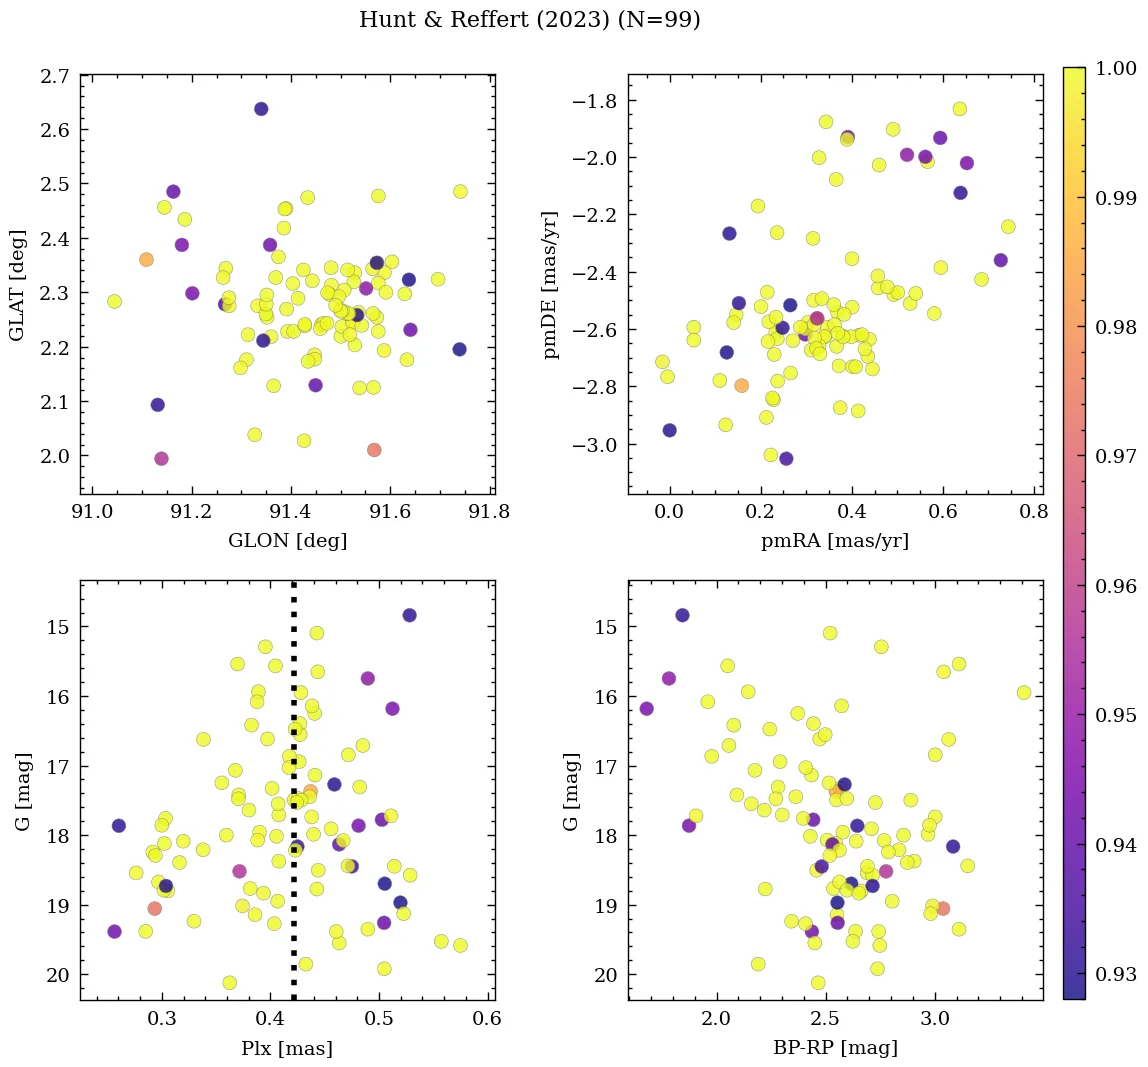 Hunt & Reffert (2023) (N=99)
2.7
2.6
2.5
2.4
2.3
2.2
2.1
2.0
GLAT [deg]
91.0 91.2 91.4 91.6 91.8
GLON [deg]
−1.8
−2.0
−2.2
−2.4
−2.6
−2.8
−3.0
pmDE [mas/yr]
0.0 0.2 0.4 0.6 0.8
pmRA [mas/yr]
15
16
17
18
19
20
G [mag]
0.3 0.4 0.5 0.6
Plx [mas]
15
16
17
18
19
20
G [mag]
2.0 2.5 3.0
BP-RP [mag]
1.00
0.99
0.98
0.97
0.96
0.95
0.94
0.93